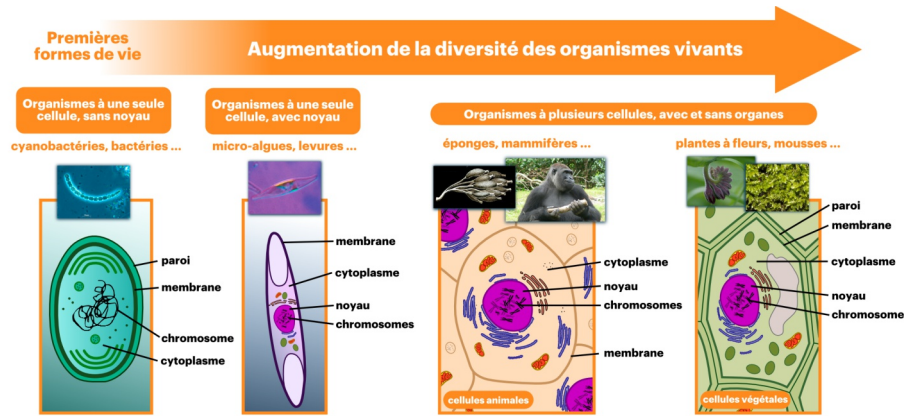 Premières
formes de vie
Augmentation de la diversité des organismes vivants
Organismes à une seule
cellule, sans noyau
cyanobactéries, bactéries ...
paroi
membrane
chromosome
cytoplasme
Organismes à une seule
cellule, avec noyau
micro-algues, levures ...
membrane
cytoplasme
noyau
chromosomes
Organismes à plusieurs cellules, avec et sans organes
éponges, mammifères ...
cytoplasme
noyau
chromosomes
membrane
cellules animales
plantes à fleurs, mousses ...
paroi
membrane
cytoplasme
noyau
chromosome
cellules végétales